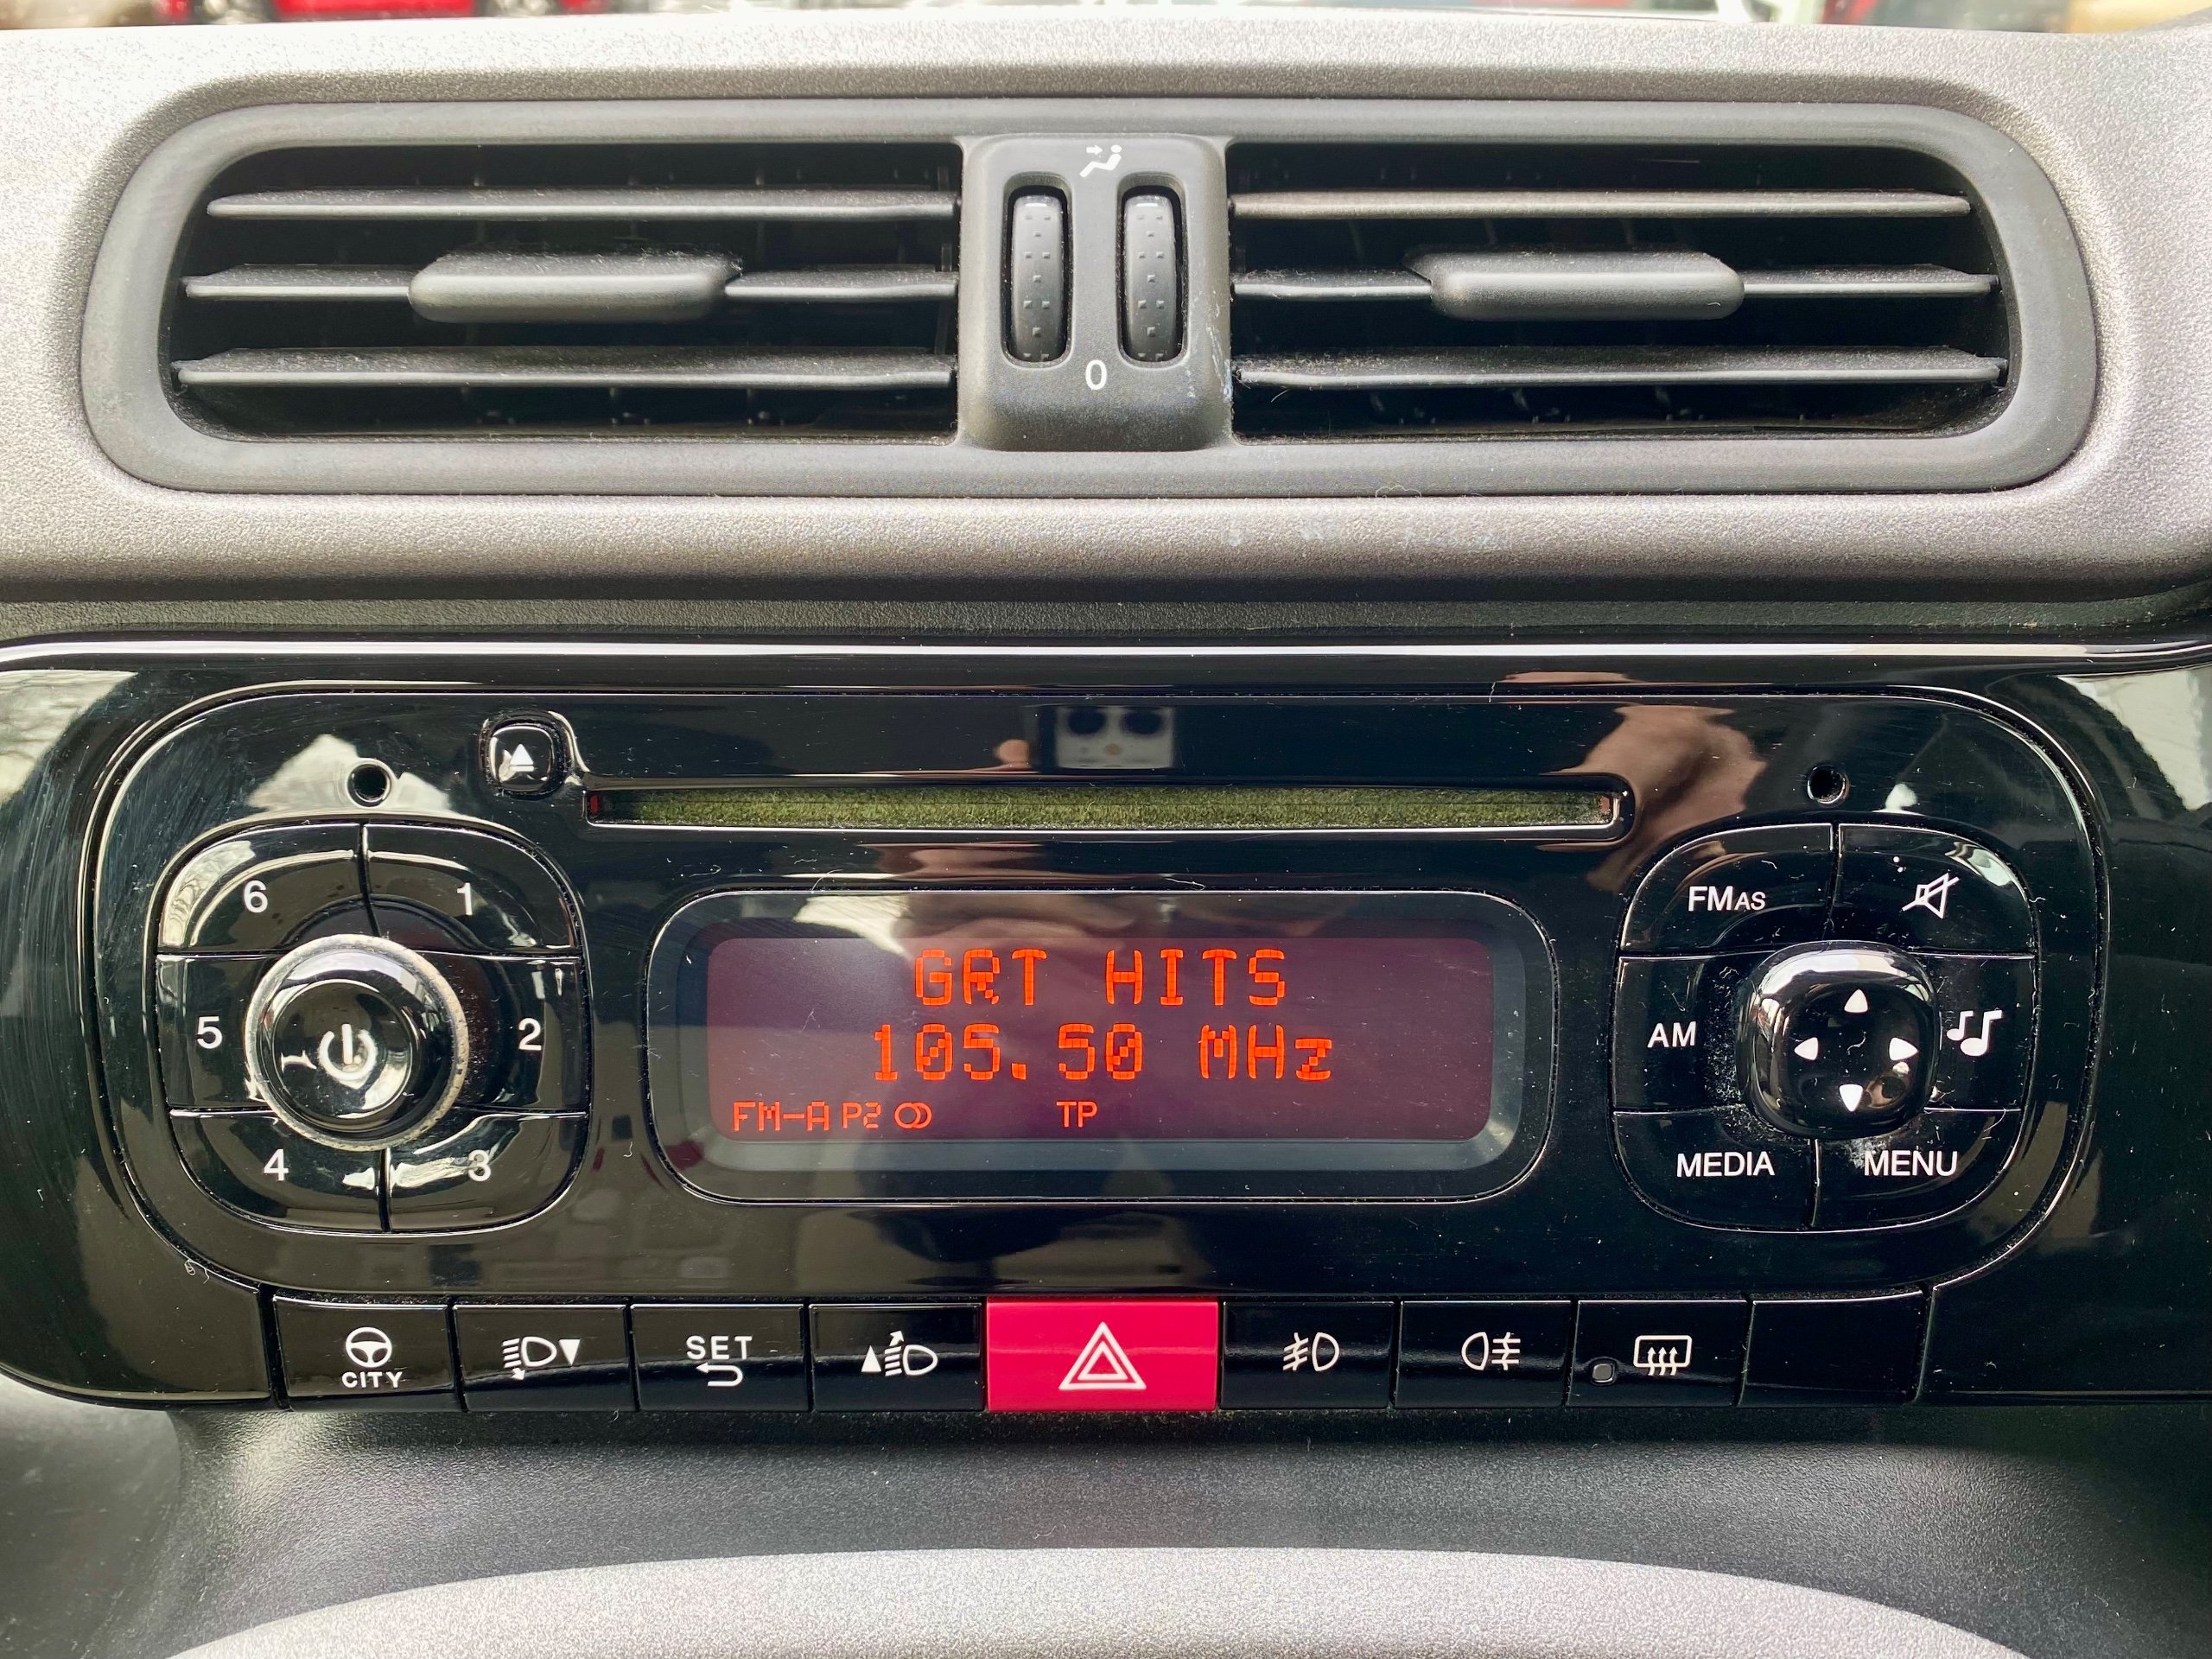 0
6
1
5
2
4
3
GRT HITS
105.50 MHz
FM-A P2 TP
FMAS
AM
MEDIA
MENU
CITY
SET